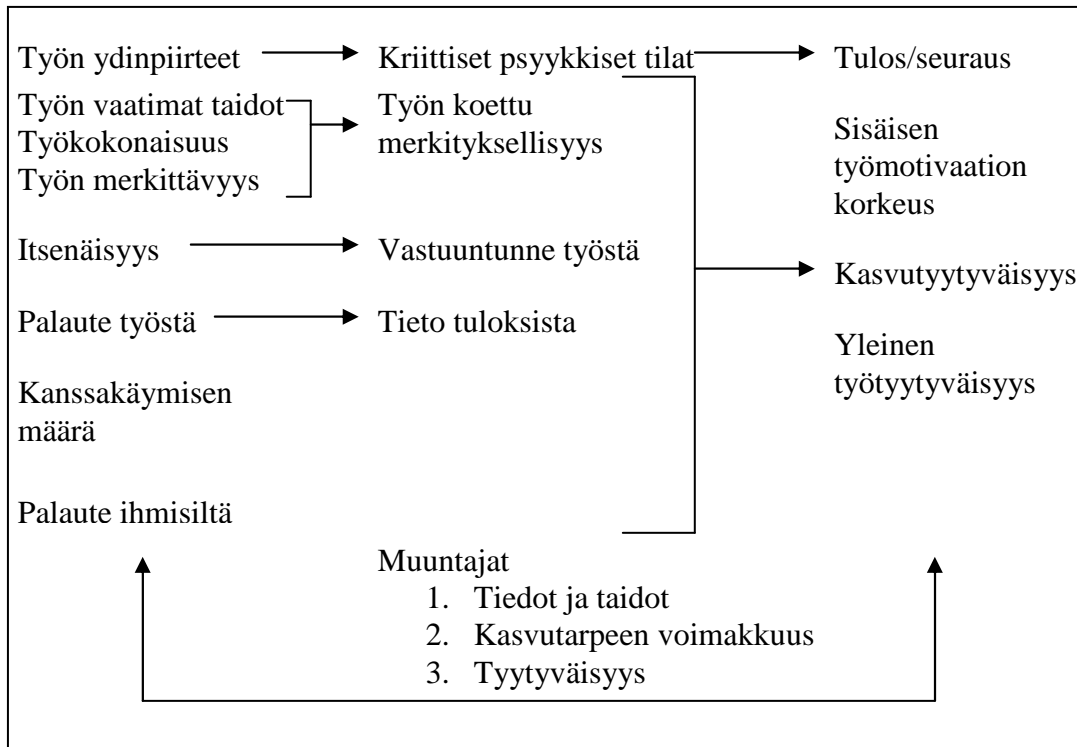 Työn ydinpiirteet
Kriittiset psyykkiset tilat
Tulos/seuraus
Työn vaatimat taidot
Työkokonaisuus
Työn merkittävyys
Työn koettu
merkityksellisyys
Sisäisen
työmotivaation
korkeus
Itsenäisyys
Vastuuntunne työstä
Kasvutyytyväisyys
Palaute työstä
Tieto tuloksista
Yleinen
työtyytyväisyys
Kanssakäymisen
määrä
Palaute ihmisiltä
Muuntajat
1. Tiedot ja taidot
2. Kasvutarpeen voimakkuus
3. Tyytyväisyys